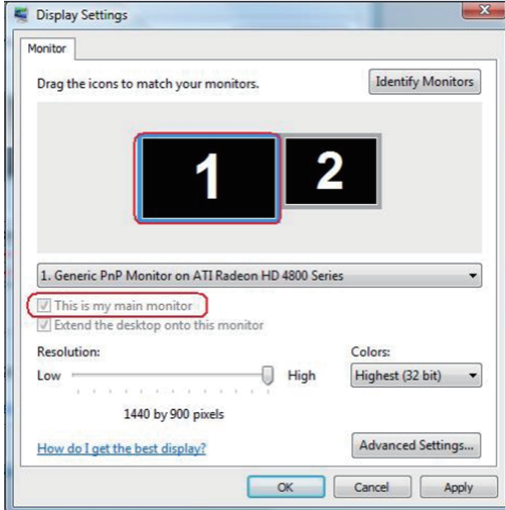 Display Settings
Monitor
Drag the icons to match your monitors.
Identify Monitors
1 2
1. Generic PnP Monitor on ATI Radeon HD 4800 Series
This is my main monitor
Extend the desktop onto this monitor
Resolution:
Colors:
Low High
Highest (32 bit)
1440 by 900 pixels
How do I get the best display?
Advanced Settings...
OK Cancel Apply